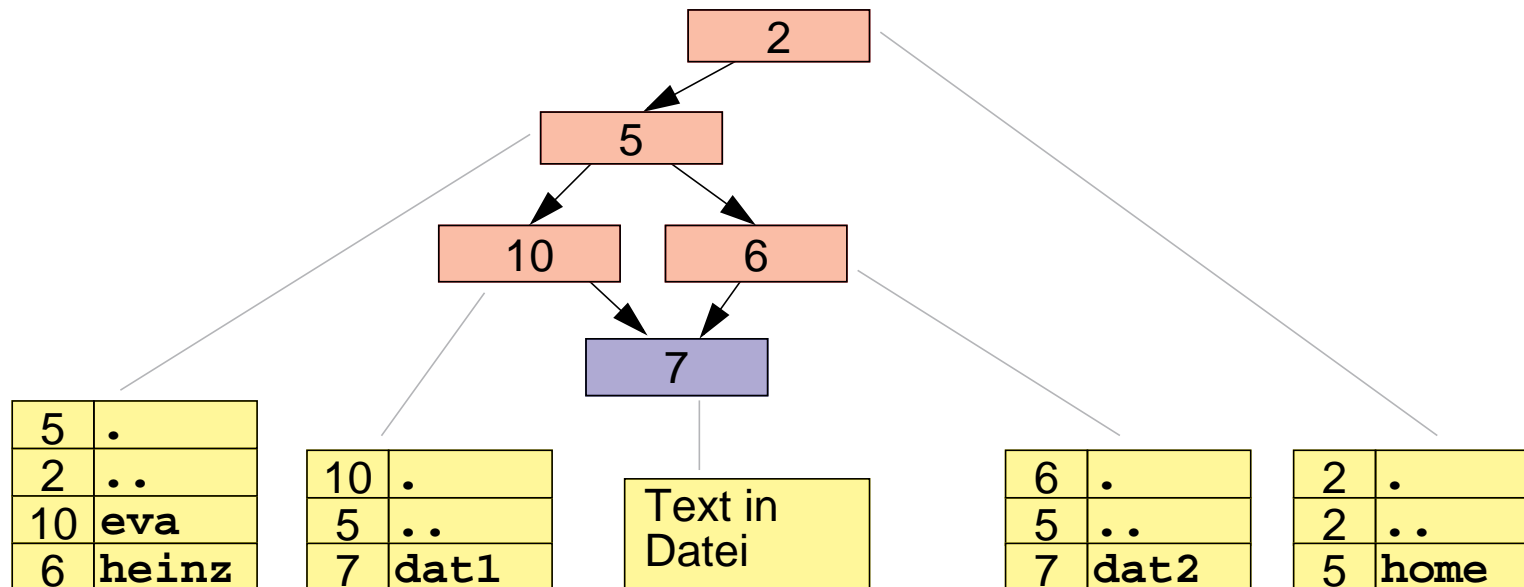 2
5
10 6
7
5 .
2 ..
10 eva
6 heinz
10 .
5 ..
7 dat1
Text in
Datei
6 .
5 ..
7 dat2
2 .
2 ..
5 home